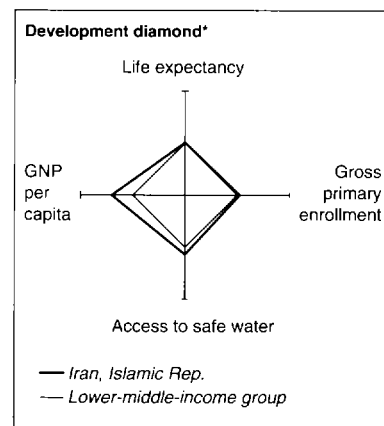 Development diamond*
Life expectancy
GNP
per
capita
Gross
primary
enrollment
Access to safe water
Iran, Islamic Rep.
Lower-middle-income group